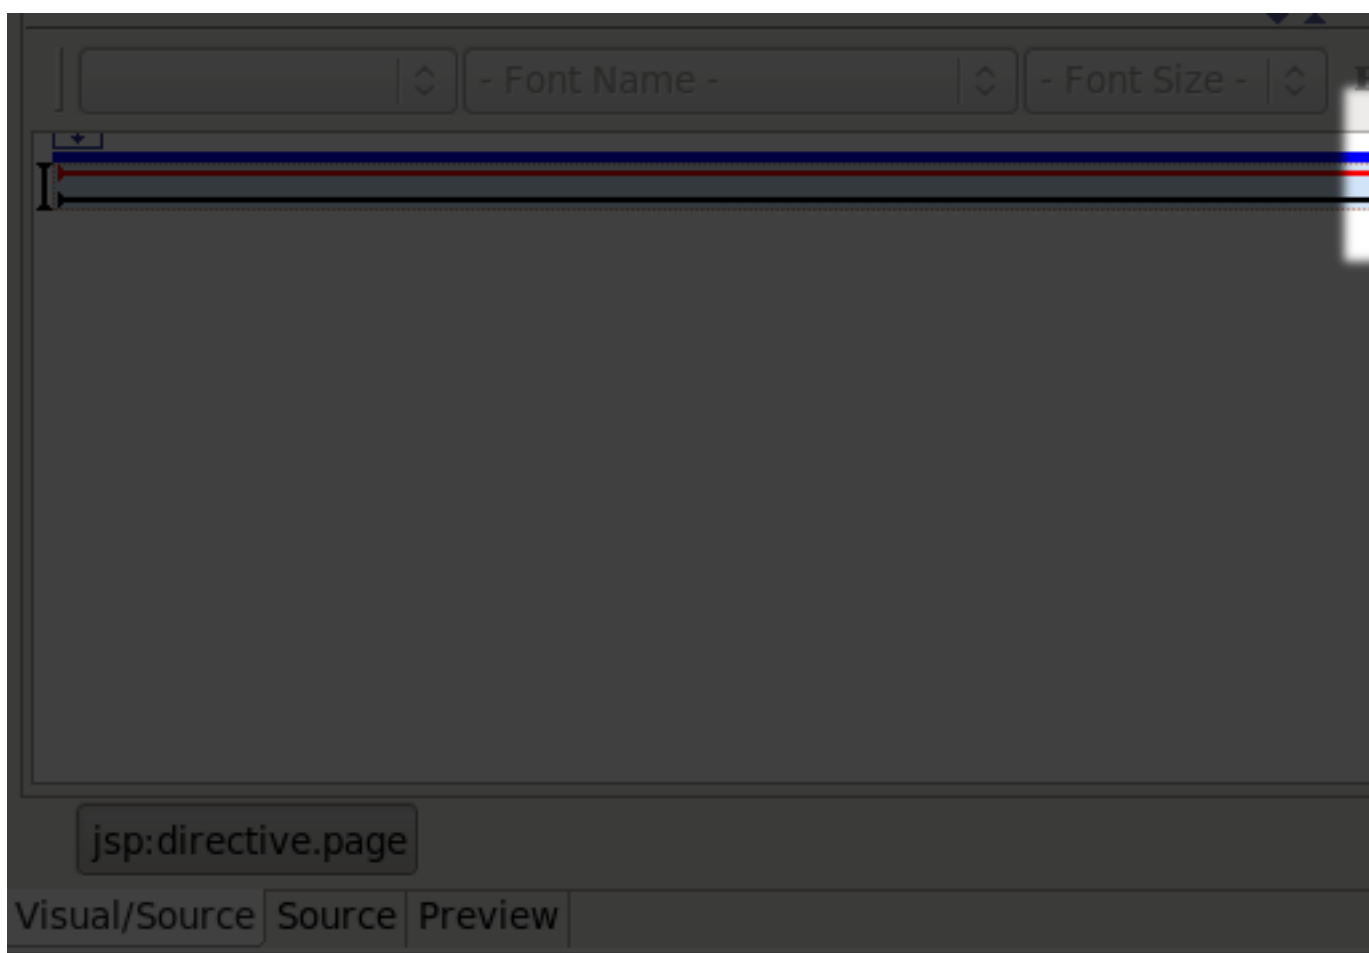 - Font Name - - Font Size -
jsp:directive.page
Visual/Source Source Preview